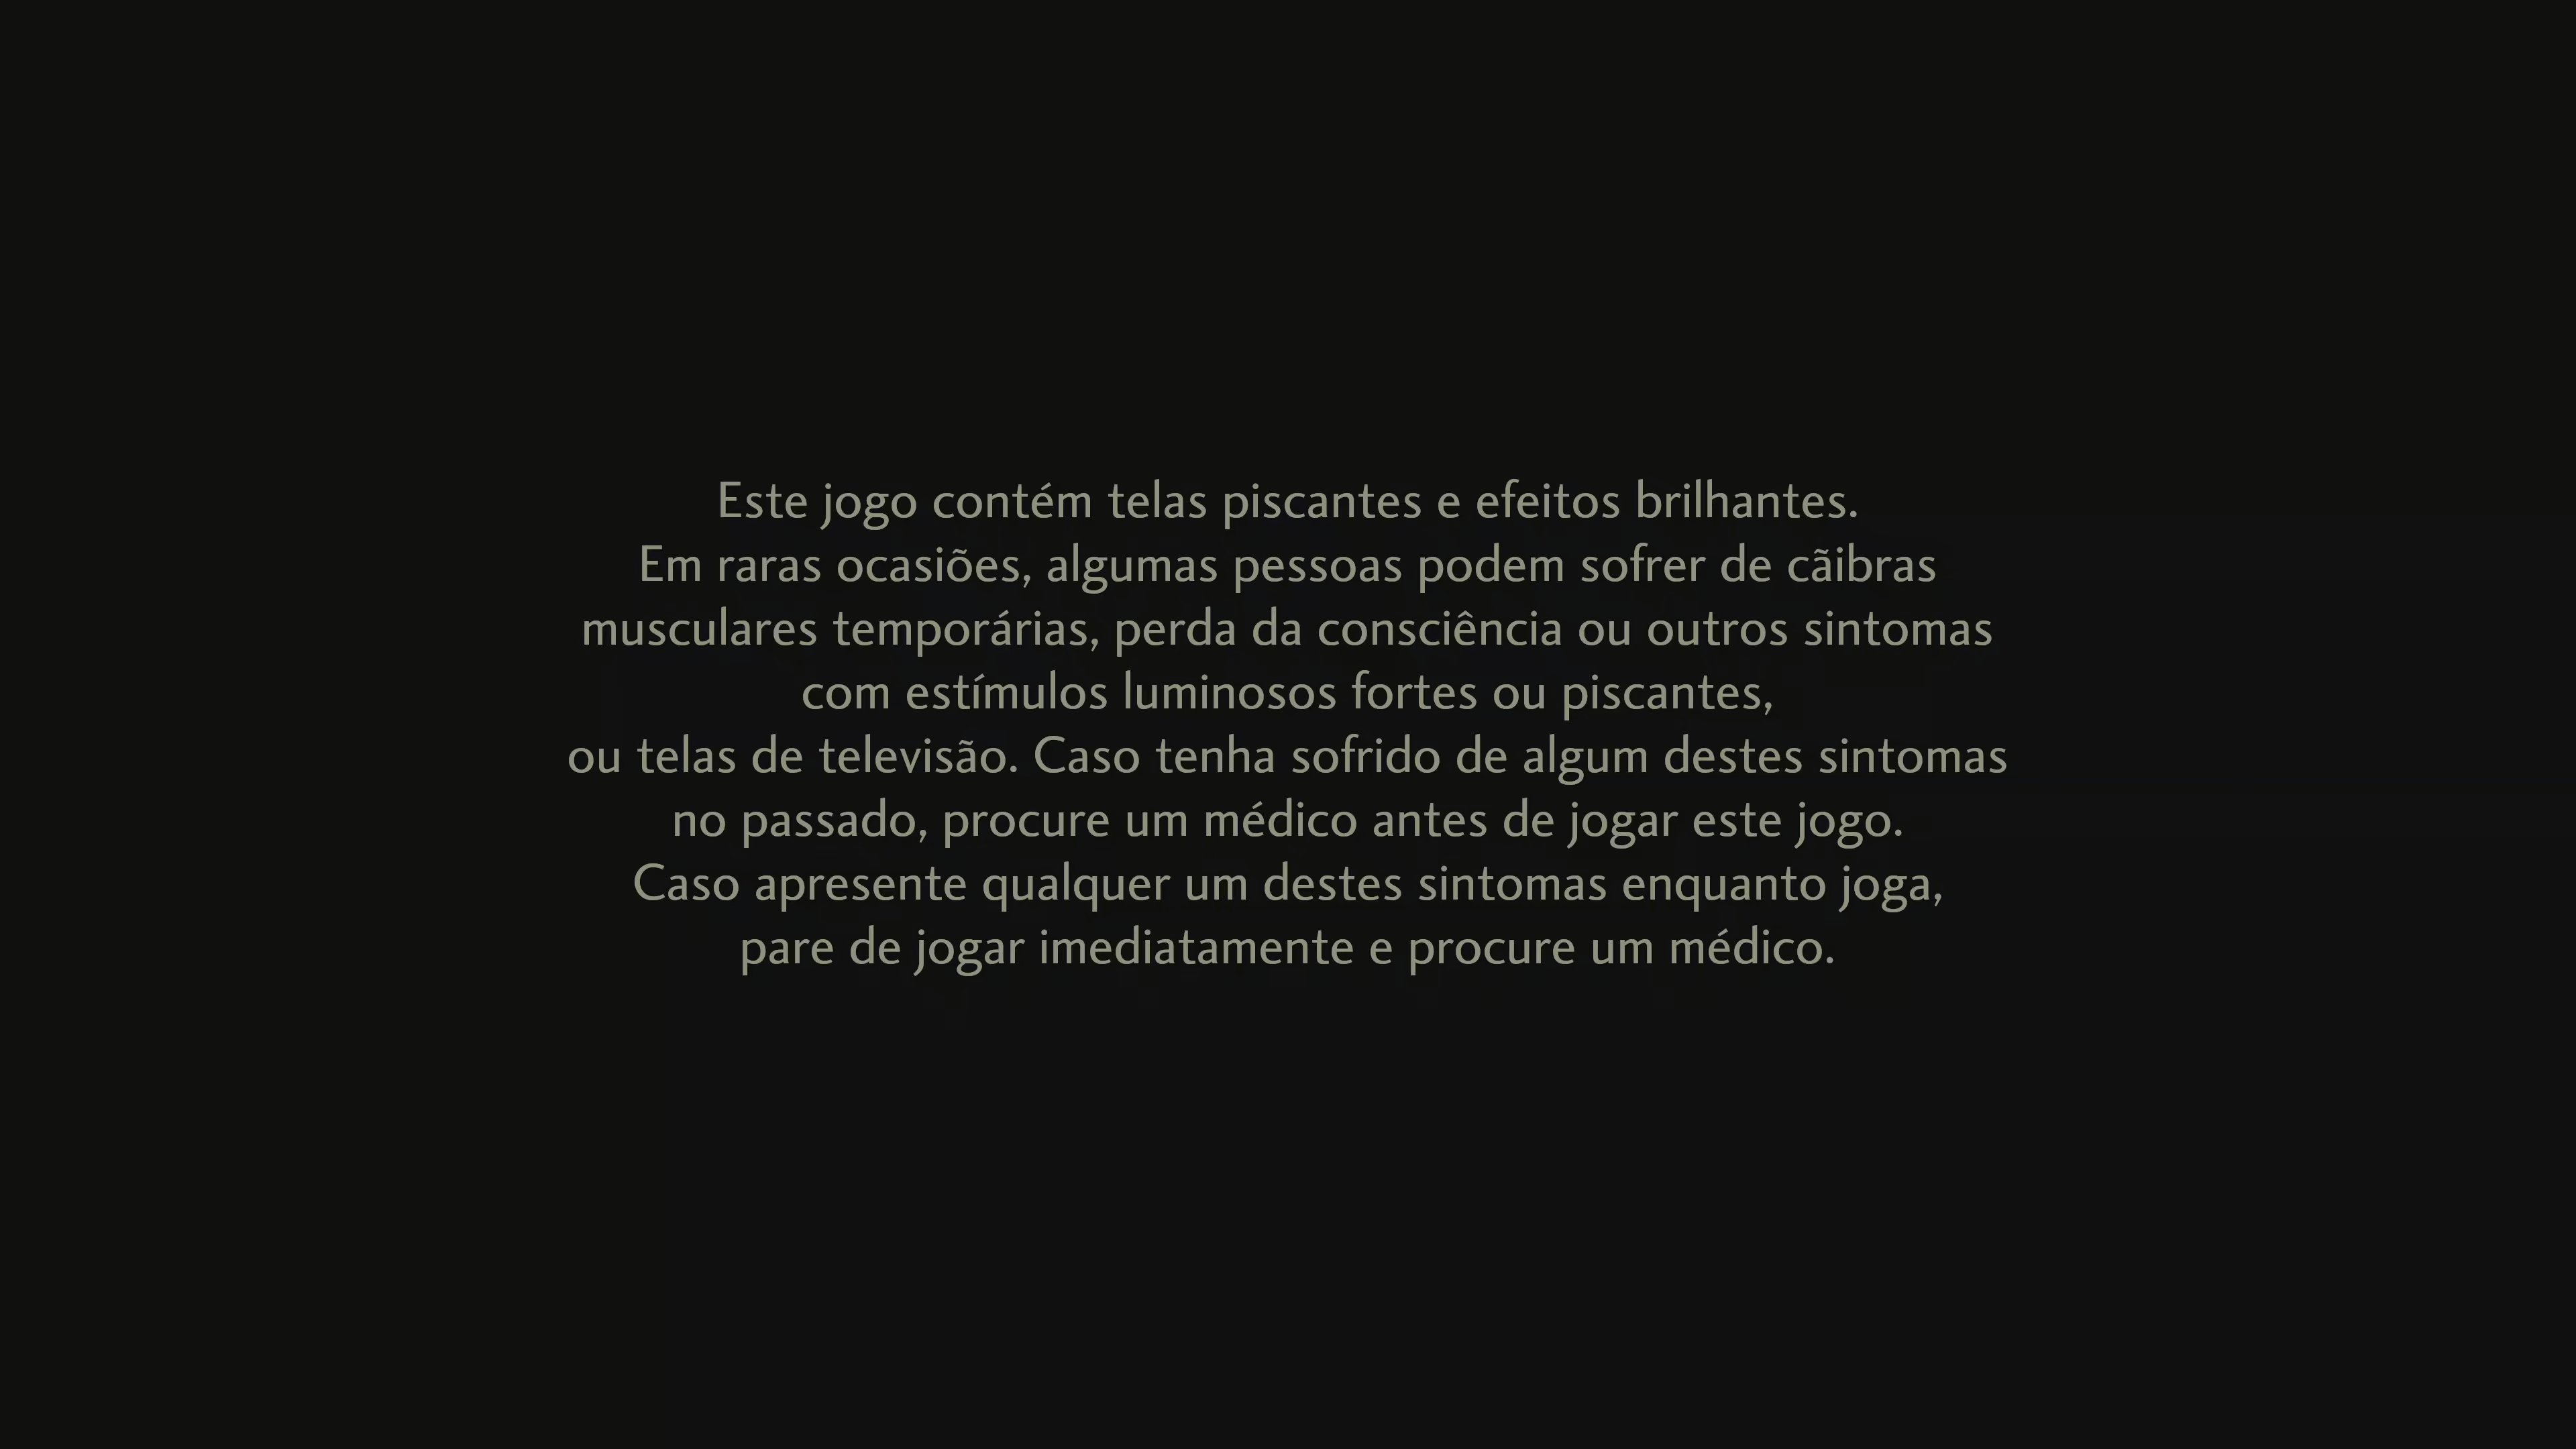 Este jogo contém telas piscantes e efeitos brilhantes.
Em raras ocasiões, algumas pessoas podem sofrer de cãibras
musculares temporárias, perda da consciência ou outros sintomas
com estímulos luminosos fortes ou piscantes,
ou telas de televisão. Caso tenha sofrido de algum destes sintomas
no passado, procure um médico antes de jogar este jogo.
Caso apresente qualquer um destes sintomas enquanto joga,
pare de jogar imediatamente e procure um médico.